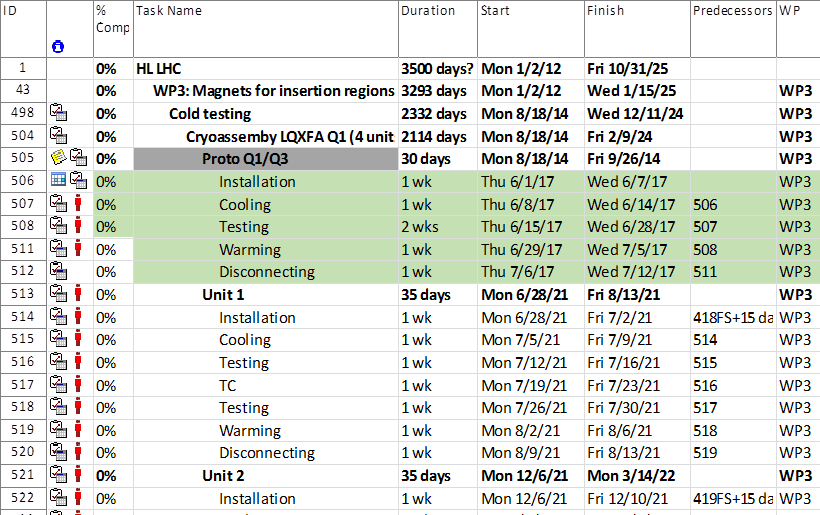 ID % Comp Task Name Duration Start Finish Predecessors WP
1 0% HL LHC 3500 days? Mon 1/2/12 Fri 10/31/25
43 0% WP3: Magnets for insertion regions 3293 days Mon 1/2/12 Wed 1/15/25 WP3
498 0% Cold testing 2332 days Mon 8/18/14 Wed 12/11/24 WP3
504 0% Cryoassemby LQXFA Q1 (4 unit 2114 days Mon 8/18/14 Fri 2/9/24 WP3
505 0% Proto Q1/Q3 30 days Mon 8/18/14 Fri 9/26/14 WP3
506 0% Installation 1 wk Thu 6/1/17 Wed 6/7/17 WP3
507 0% Cooling 1 wk Thu 6/8/17 Wed 6/14/17 506 WP3
508 0% Testing 2 wks Thu 6/15/17 Wed 6/28/17 507 WP3
511 0% Warming 1 wk Thu 6/29/17 Wed 7/5/17 508 WP3
512 0% Disconnecting 1 wk Thu 7/6/17 Wed 7/12/17 511 WP3
513 0% Unit 1 35 days Mon 6/28/21 Fri 8/13/21 WP3
514 0% Installation 1 wk Mon 6/28/21 Fri 7/2/21 418FS+15 da WP3
515 0% Cooling 1 wk Mon 7/5/21 Fri 7/9/21 514 WP3
516 0% Testing 1 wk Mon 7/12/21 Fri 7/16/21 515 WP3
517 0% TC 1 wk Mon 7/19/21 Fri 7/23/21 516 WP3
518 0% Testing 1 wk Mon 7/26/21 Fri 7/30/21 517 WP3
519 0% Warming 1 wk Mon 8/2/21 Fri 8/6/21 518 WP3
520 0% Disconnecting 1 wk Mon 8/9/21 Fri 8/13/21 519 WP3
521 0% Unit 2 35 days Mon 12/6/21 Mon 3/14/22 WP3
522 0% Installation 1 wk Mon 12/6/21 Fri 12/10/21 419FS+15 da WP3